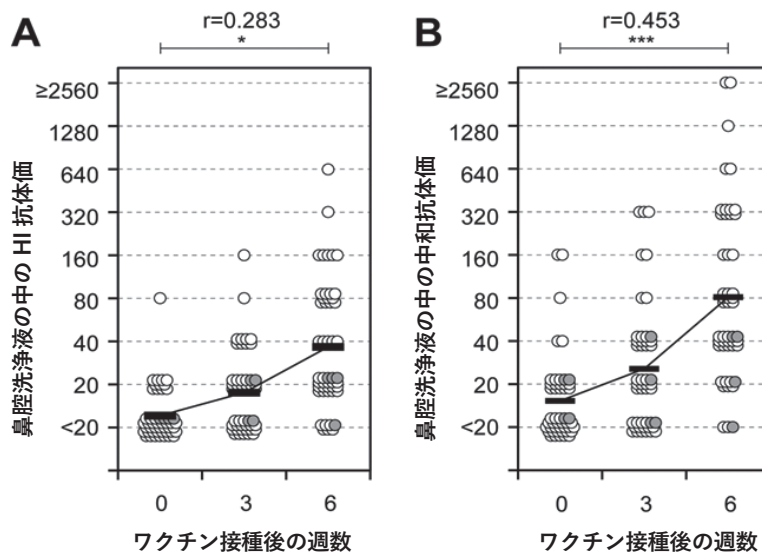 A
r=0.283
*
鼻腔洗浄液の中の HI 抗体価
≥2560
1280
640
320
160
80
40
20
<20
0 3 6
ワクチン接種後の週数
B
r=0.453
***
鼻腔洗浄液の中の中和抗体価
≥2560
1280
640
320
160
80
40
20
<20
0 3 6
ワクチン接種後の週数